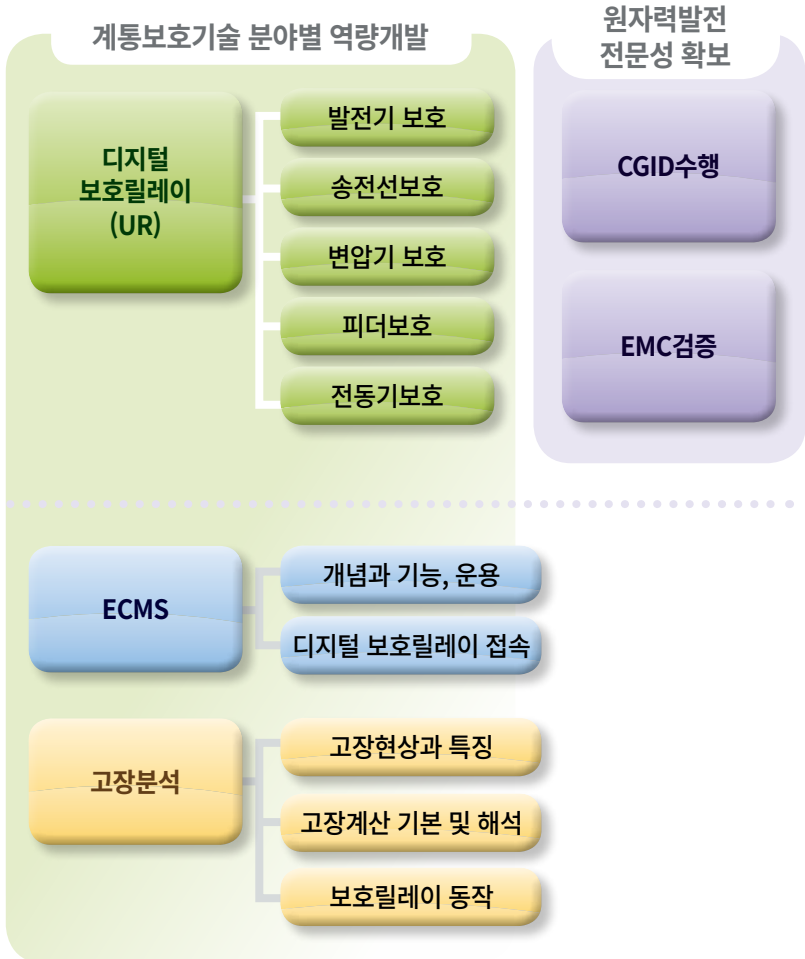 계통보호기술 분야별 역량개발
디지털
보호릴레이
(UR)
발전기 보호
송전선보호
변압기 보호
피더보호
전동기보호
원자력발전
전문성 확보
CGID수행
EMC검증
ECMS
개념과 기능, 운용
디지털 보호릴레이 접속
고장분석
고장현상과 특징
고장계산 기본 및 해석
보호릴레이 동작